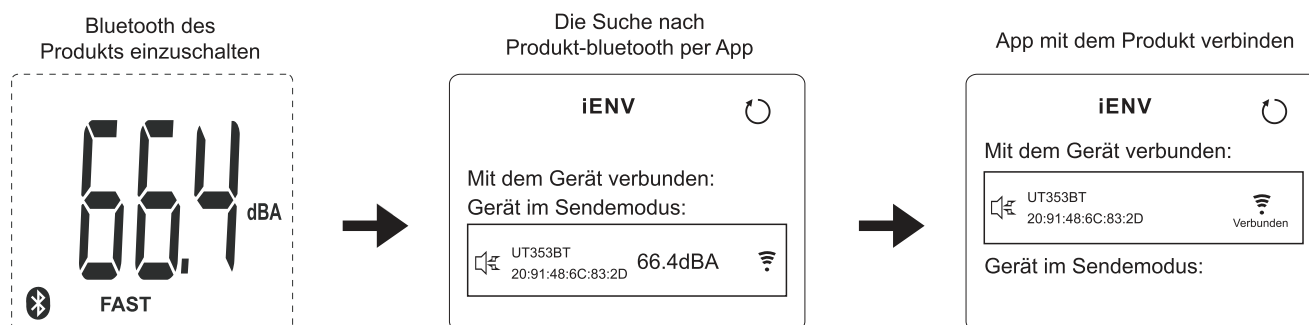 Bluetooth des
Produkts einzuschalten
66.4
dBA
FAST
Die Suche nach
Produkt-bluetooth per App
iENV
Mit dem Gerät verbunden:
Gerät im Sendemodus:
UT353BT
20:91:48:6C:83:2D
66.4dBA
App mit dem Produkt verbinden
iENV
Mit dem Gerät verbunden:
UT353BT
20:91:48:6C:83:2D
Verbunden
Gerät im Sendemodus: